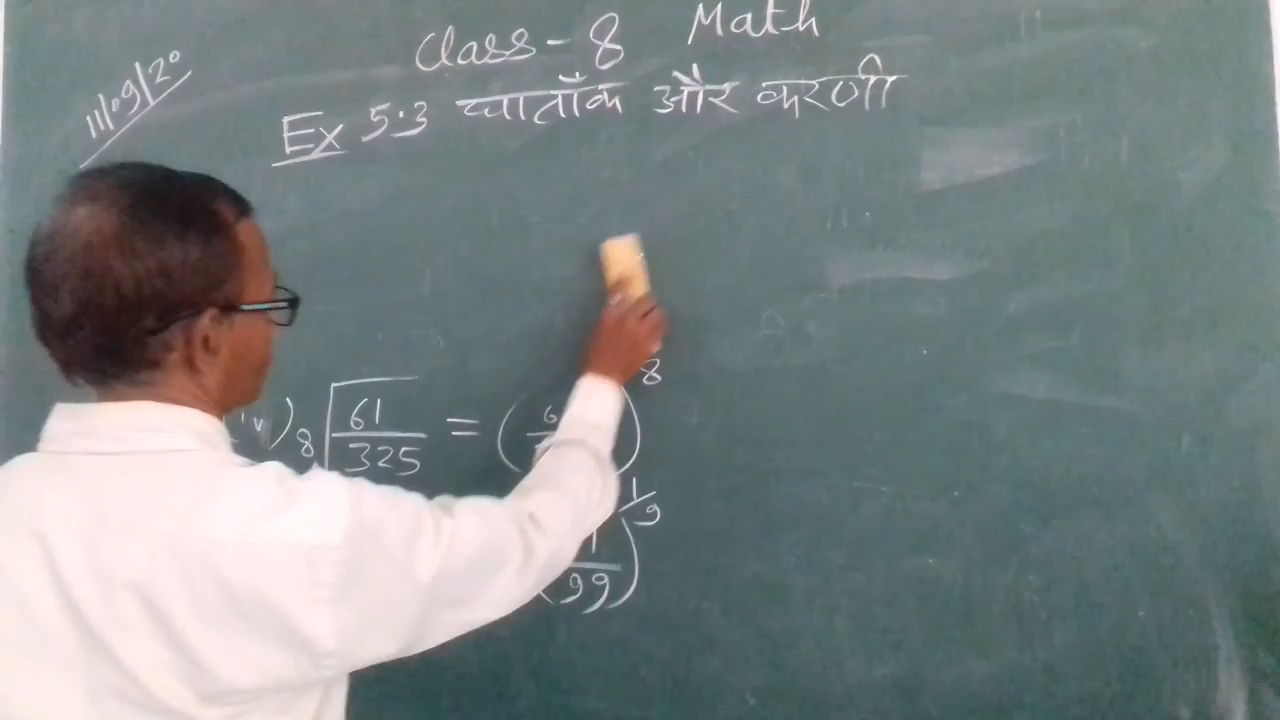 Class-8 Math
11/09/20
Ex 5.3 घाताँक और करणी
iv) 8√61/325 = (6 )8
1/9
(1/99)